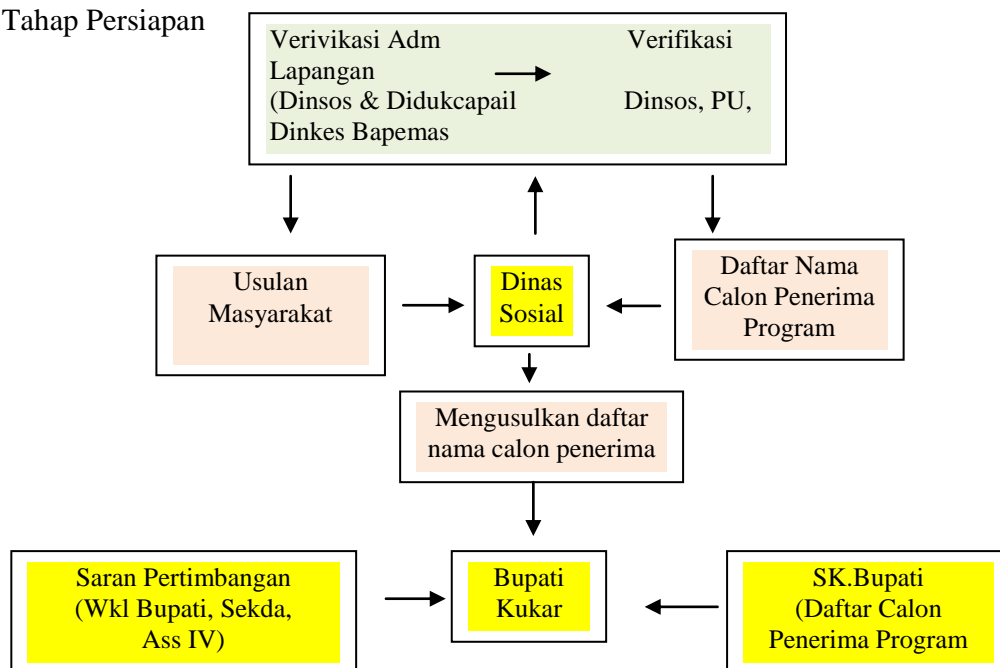 Tahap Persiapan
Verivikasi Adm Verifikasi
Lapangan
(Dinsos & Didukcapail Dinsos, PU,
Dinkes Bapemas
Usulan
Masyarakat
Dinas
Sosial
Daftar Nama
Calon Penerima
Program
Mengusulkan daftar
nama calon penerima
Saran Pertimbangan
(Wkl Bupati, Sekda,
Ass IV)
Bupati
Kukar
SK.Bupati
(Daftar Calon
Penerima Program